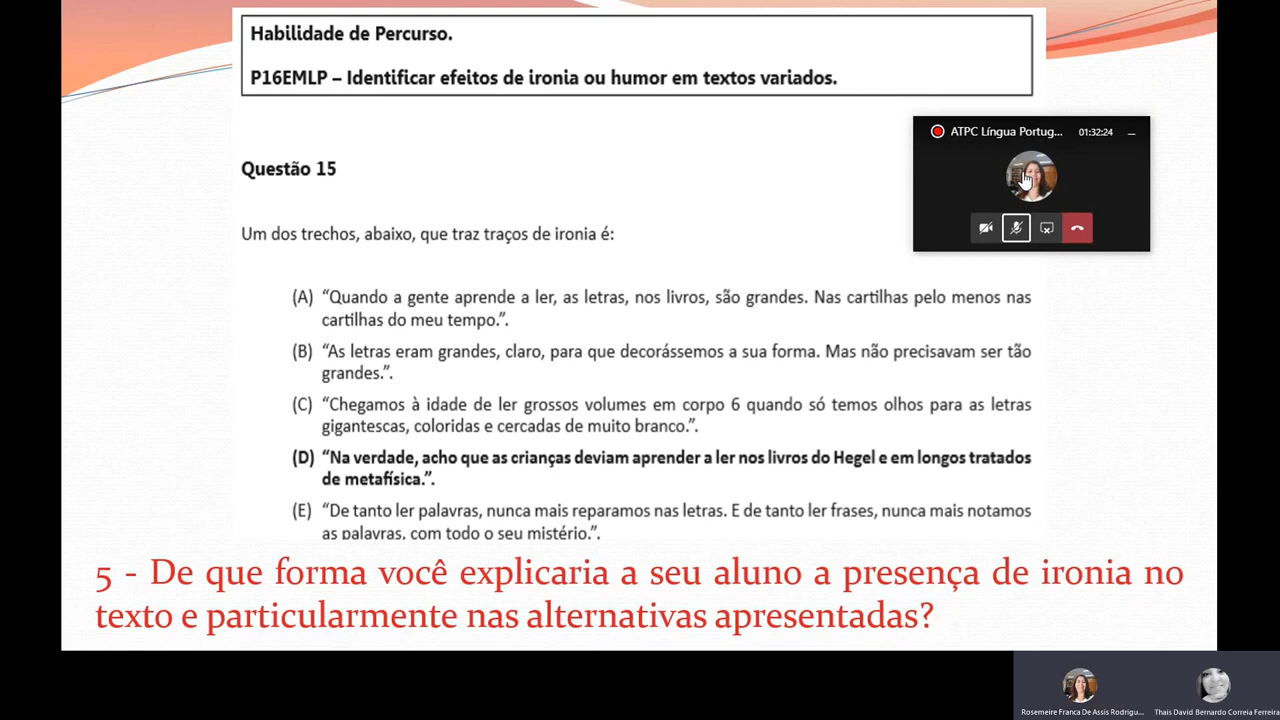 Habilidade de Percurso.
P16EMLP – Identificar efeitos de ironia ou humor em textos variados.
ATPC Língua Portug... 01:32:24
Questão 15
Um dos trechos, abaixo, que traz traços de ironia é:
(A) “Quando a gente aprende a ler, as letras, nos livros, são grandes. Nas cartilhas pelo menos nas
cartilhas do meu tempo.”.
(B) “As letras eram grandes, claro, para que decorássemos a sua forma. Mas não precisavam ser tão
grandes.”.
(C) “Chegamos à idade de ler grossos volumes em corpo 6 quando só temos olhos para as letras
gigantescas, coloridas e cercadas de muito branco.”.
(D) “Na verdade, acho que as crianças deviam aprender a ler nos livros do Hegel e em longos tratados
de metafísica.”.
(E) “De tanto ler palavras, nunca mais reparamos nas letras. E de tanto ler frases, nunca mais notamos
as palavras, com todo o seu mistério.”.
5 - De que forma você explicaria a seu aluno a presença de ironia no
texto e particularmente nas alternativas apresentadas?
Rosemeire Franca De Assis Rodrigu... Thais David Bernardo Correia Ferreira